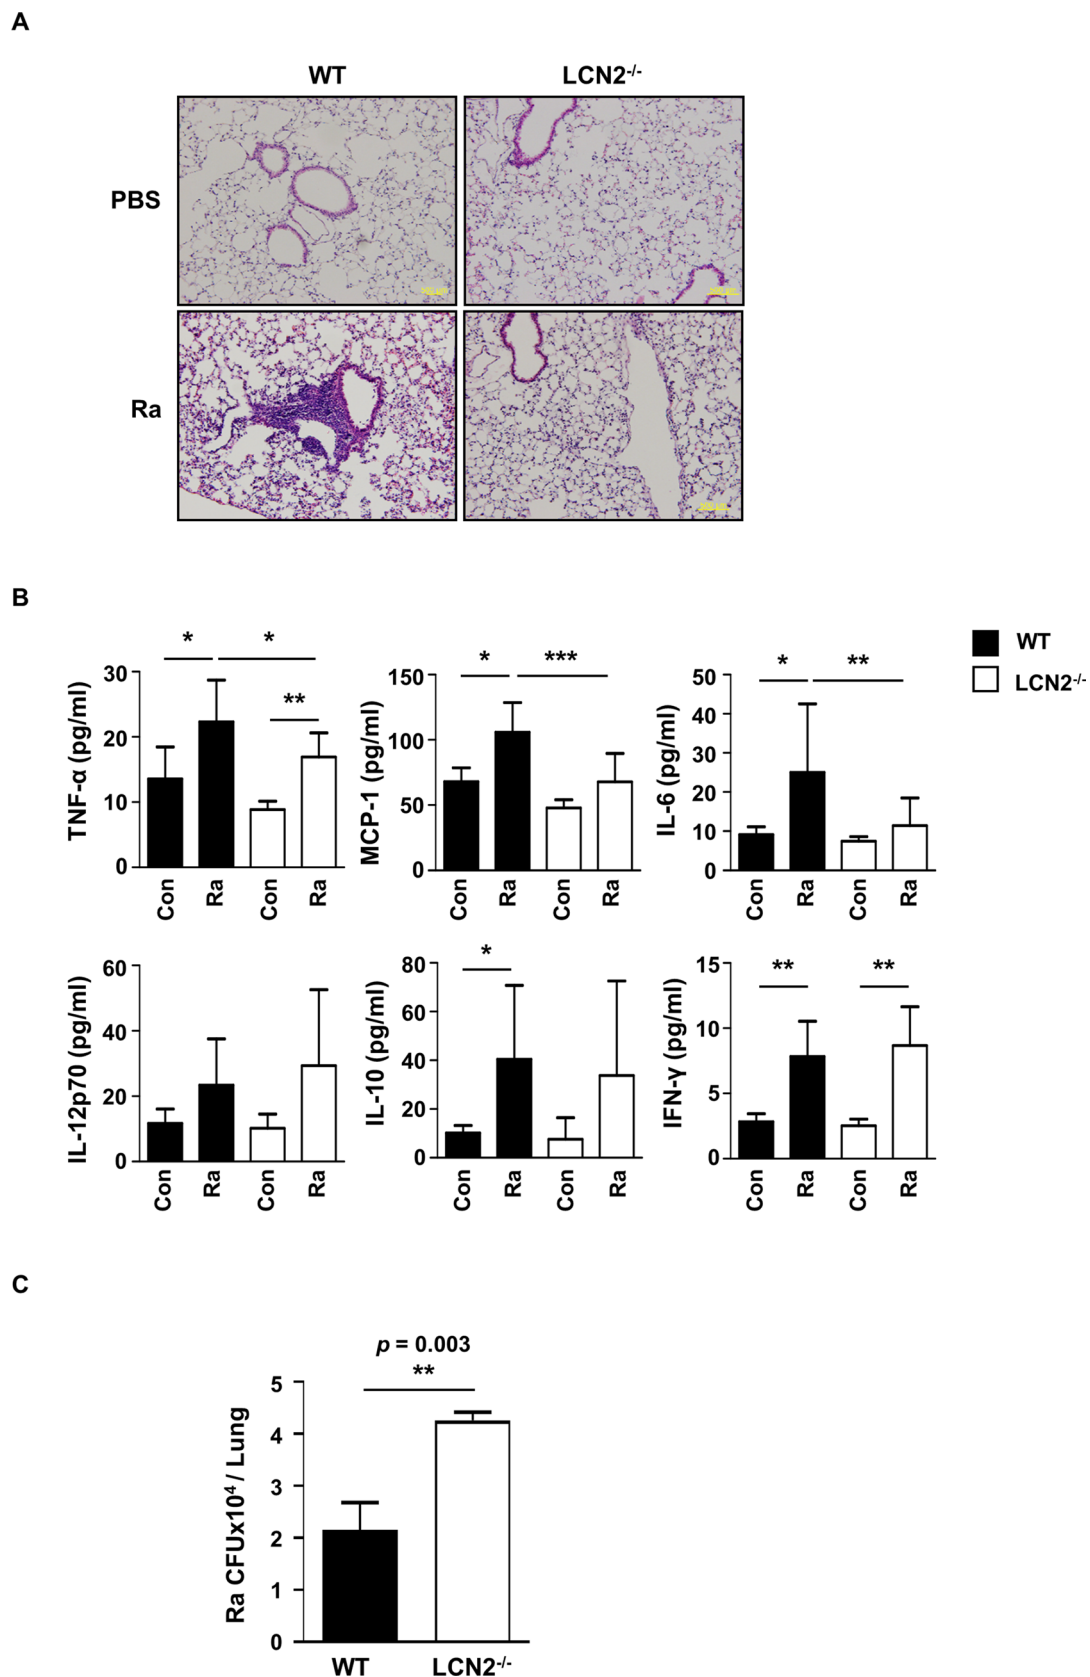 A
WT
LCN2-/-
PBS
Ra
B
WT
LCN2-/-
* * **
TNF-α (pg/ml)
30
20
10
0
Con Ra Con Ra
* ***
MCP-1 (pg/ml)
150
100
50
0
Con Ra Con Ra
* **
IL-6 (pg/ml)
50
40
30
20
10
0
Con Ra Con Ra
IL-12p70 (pg/ml)
60
40
20
0
Con Ra Con Ra
*
IL-10 (pg/ml)
80
60
40
20
0
Con Ra Con Ra
** **
IFN-γ (pg/ml)
15
10
5
0
Con Ra Con Ra
C
p = 0.003
**
Ra CFUx10⁴ / Lung
5
4
3
2
1
0
WT LCN2-/-